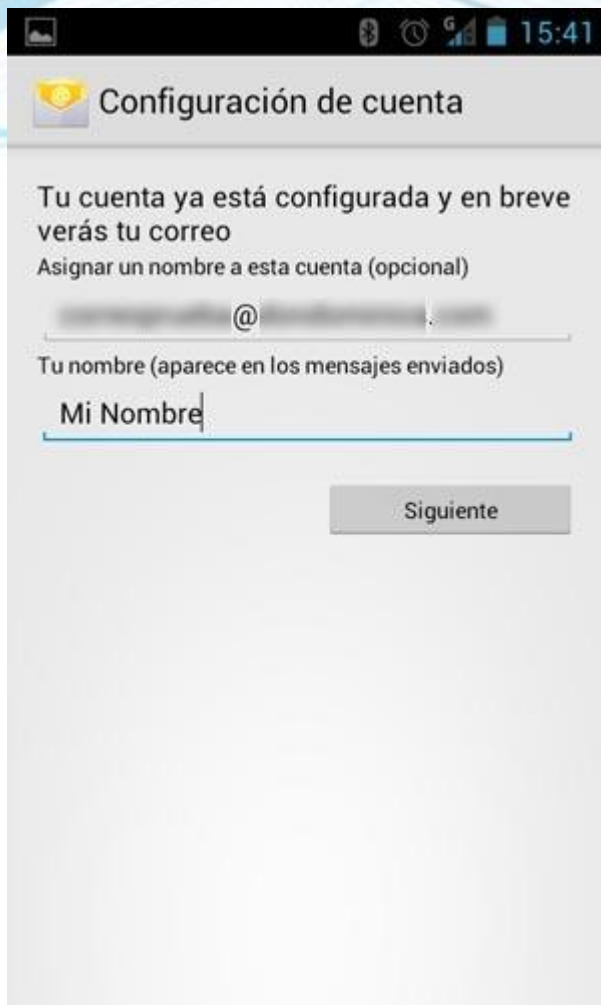 G
15:41
Configuración de cuenta
Tu cuenta ya está configurada y en breve
verás tu correo
Asignar un nombre a esta cuenta (opcional)
@ .
Tu nombre (aparece en los mensajes enviados)
Mi Nombre
Siguiente